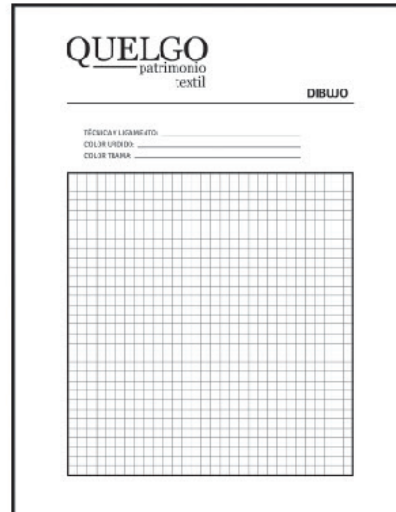 QUELGO
patrimonio
textil
DIBUJO
TÉCNICA Y LIGAMENTO:
COLOR URDIDO:
COLOR TRAMA: